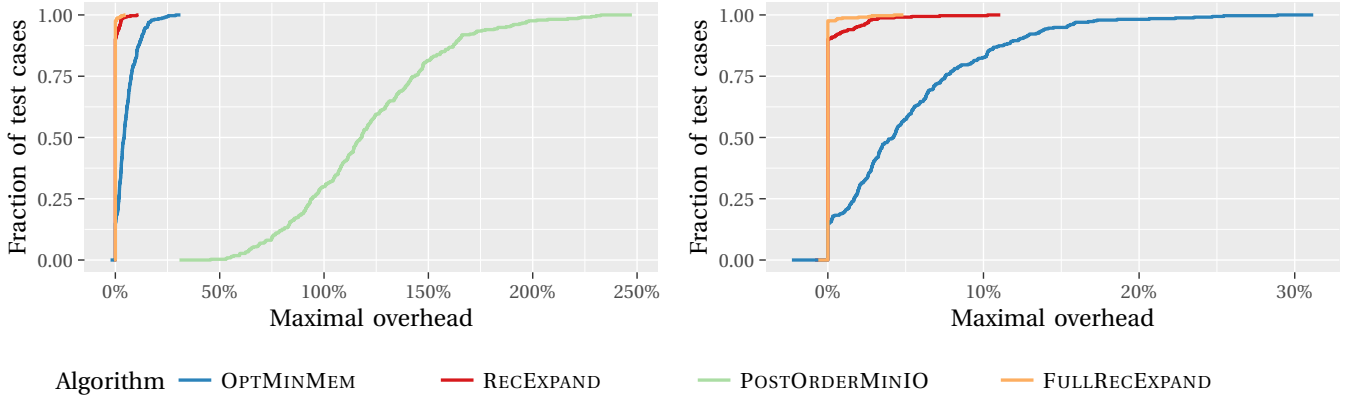 Fraction of test cases
1.00
0.75
0.50
0.25
0.00
0% 50% 100% 150% 200% 250%
Maximal overhead
Fraction of test cases
1.00
0.75
0.50
0.25
0.00
0% 10% 20% 30%
Maximal overhead
Algorithm OPTMINMEM RECEXPAND POSTORDERMINIO FULLRECEXPAND